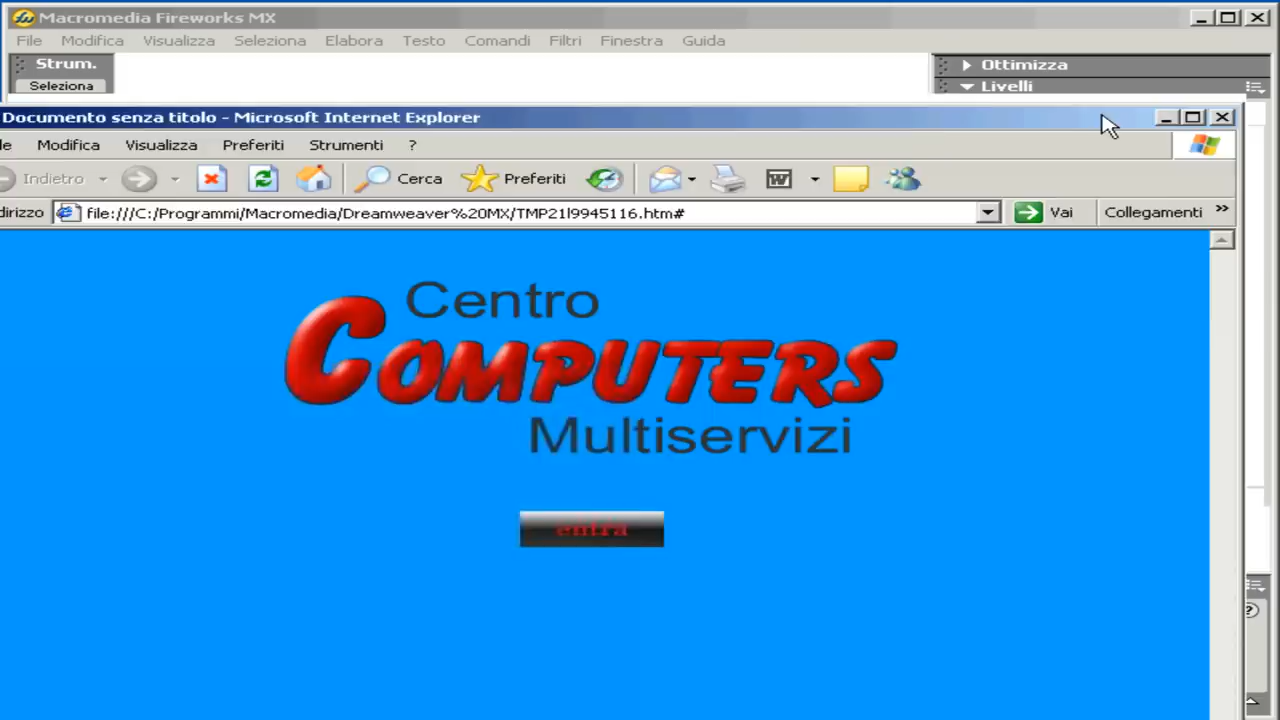 Macromedia Fireworks MX
File Modifica Visualizza Seleziona Elabora Testo Comandi Filtri Finestra Guida
Strum.
Seleziona
Ottimizza
Livelli
Documento senza titolo - Microsoft Internet Explorer
le Modifica Visualizza Preferiti Strumenti ?
Indietro Cerca Preferiti W
dirizzo file:///C:/Programmi/Macromedia/Dreamweaver%20MX/TMP21l9945116.htm# Vai Collegamenti »
Centro
COMPUTERS
Multiservizi
entra
?